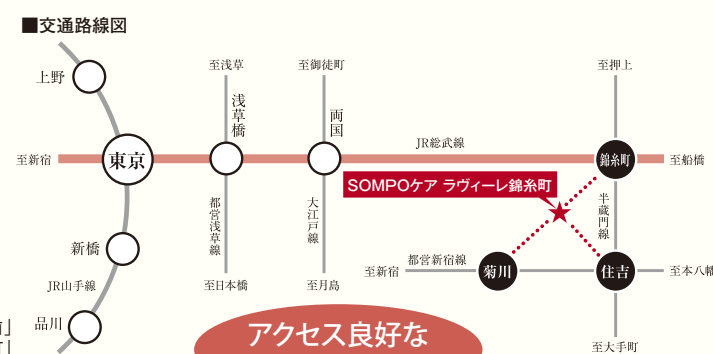 ■交通路線図
上野
至浅草
至御徒町
至押上
浅草橋
両国
JR総武線
至新宿
東京
錦糸町
至船橋
SOMPOケア ラヴィーレ錦糸町
都営浅草線
大江戸線
半蔵門線
新橋
都営新宿線
至新宿
菊川
住吉
至本八幡
JR山手線
至日本橋
至月島
品川
アクセス良好な
至大手町